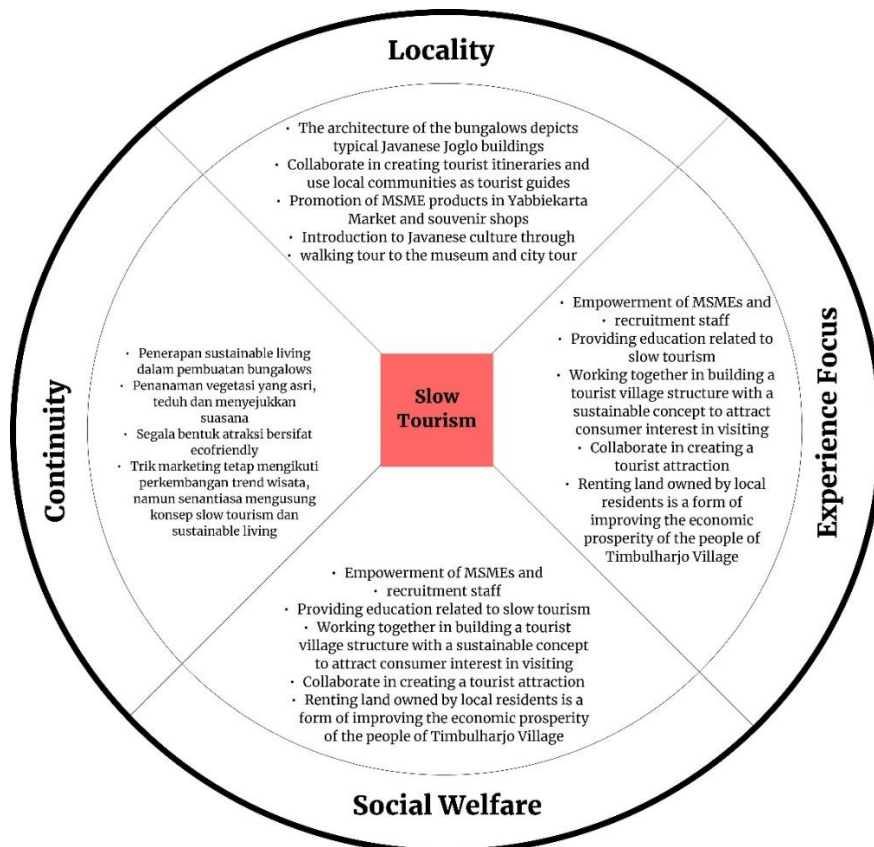 Locality
• The architecture of the bungalows depicts
typical Javanese Joglo buildings
• Collaborate in creating tourist itineraries and
use local communities as tourist guides
• Promotion of MSME products in Yabbiekarta
Market and souvenir shops
• Introduction to Javanese culture through
• walking tour to the museum and city tour
Continuity
• Penerapan sustainable living
dalam pembuatan bungalows
• Penanaman vegetasi yang asri,
teduh dan menyejukkan
suasana
• Segala bentuk atraksi bersifat
ecofriendly
• Trik marketing tetap mengikuti
perkembangan trend wisata,
namun senantiasa mengusung
konsep slow tourism dan
sustainable living
Slow
Tourism
• Empowerment of MSMEs and
• recruitment staff
• Providing education related to
slow tourism
• Working together in building a
tourist village structure with a
sustainable concept to attract
consumer interest in visiting
• Collaborate in creating a
tourist attraction
• Renting land owned by local
residents is a form of
improving the economic
prosperity of the people of
Timbulharjo Village
Experience Focus
• Empowerment of MSMEs and
• recruitment staff
• Providing education related to slow tourism
• Working together in building a tourist
village structure with a sustainable concept
to attract consumer interest in visiting
• Collaborate in creating a tourist attraction
• Renting land owned by local residents is a
form of improving the economic prosperity
of the people of Timbulharjo Village
Social Welfare